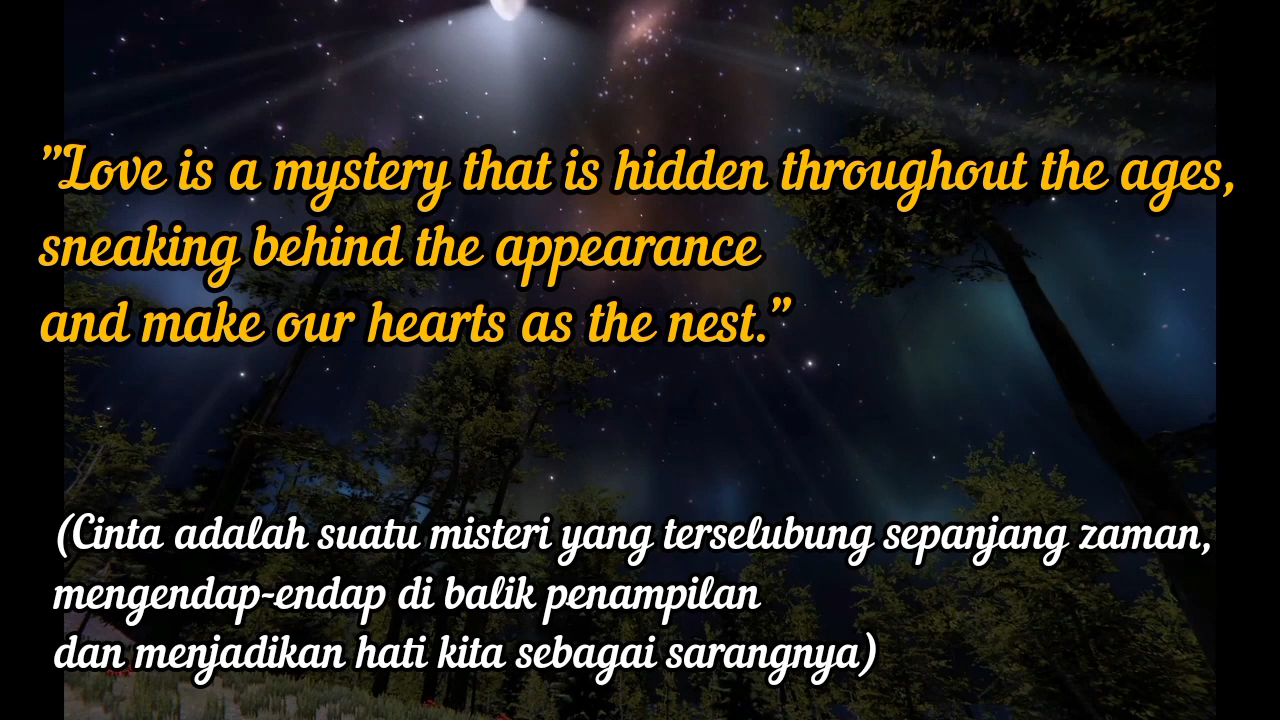 ”Love is a mystery that is hidden throughout the ages,
sneaking behind the appearance
and make our hearts as the nest.”
(Cinta adalah suatu misteri yang terselubung sepanjang zaman,
mengendap-endap di balik penampilan
dan menjadikan hati kita sebagai sarangnya)